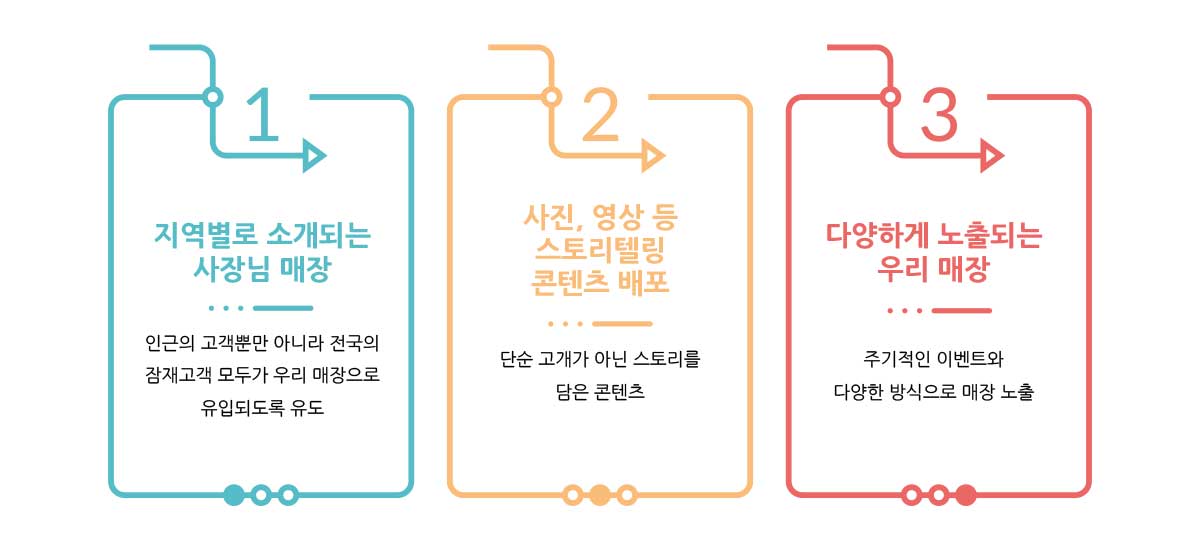 1
지역별로 소개되는
사장님 매장
인근의 고객뿐만 아니라 전국의
잠재고객 모두가 우리 매장으로
유입되도록 유도
2
사진, 영상 등
스토리텔링
콘텐츠 배포
단순 고개가 아닌 스토리를
담은 콘텐츠
3
다양하게 노출되는
우리 매장
주기적인 이벤트와
다양한 방식으로 매장 노출